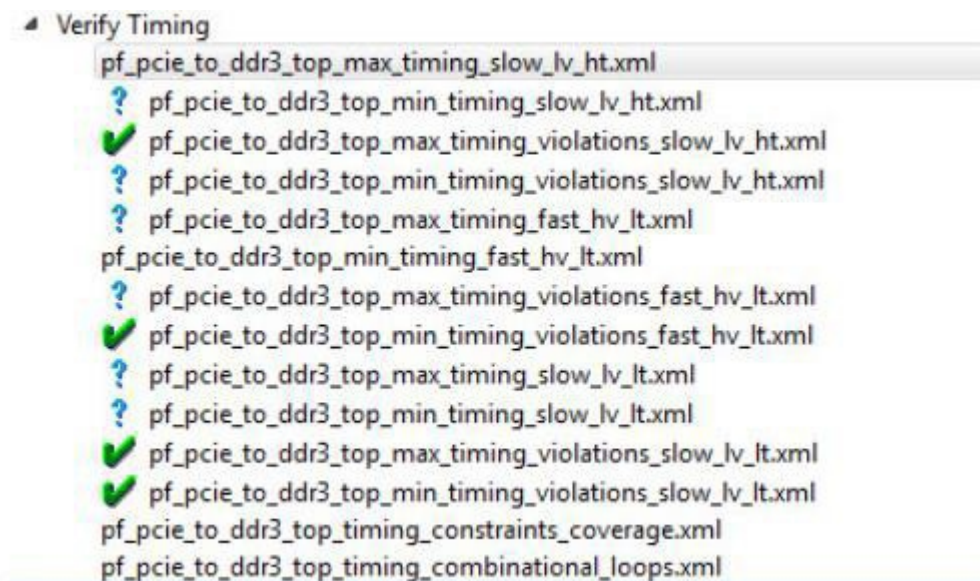 Verify Timing
pf_pcie_to_ddr3_top_max_timing_slow_lv_ht.xml
pf_pcie_to_ddr3_top_min_timing_slow_lv_ht.xml
pf_pcie_to_ddr3_top_max_timing_violations_slow_lv_ht.xml
pf_pcie_to_ddr3_top_min_timing_violations_slow_lv_ht.xml
pf_pcie_to_ddr3_top_max_timing_fast_hv_lt.xml
pf_pcie_to_ddr3_top_min_timing_fast_hv_lt.xml
pf_pcie_to_ddr3_top_max_timing_violations_fast_hv_lt.xml
pf_pcie_to_ddr3_top_min_timing_violations_fast_hv_lt.xml
pf_pcie_to_ddr3_top_max_timing_slow_lv_lt.xml
pf_pcie_to_ddr3_top_min_timing_slow_lv_lt.xml
pf_pcie_to_ddr3_top_max_timing_violations_slow_lv_lt.xml
pf_pcie_to_ddr3_top_min_timing_violations_slow_lv_lt.xml
pf_pcie_to_ddr3_top_timing_constraints_coverage.xml
pf_pcie_to_ddr3_top_timing_combinational_loops.xml